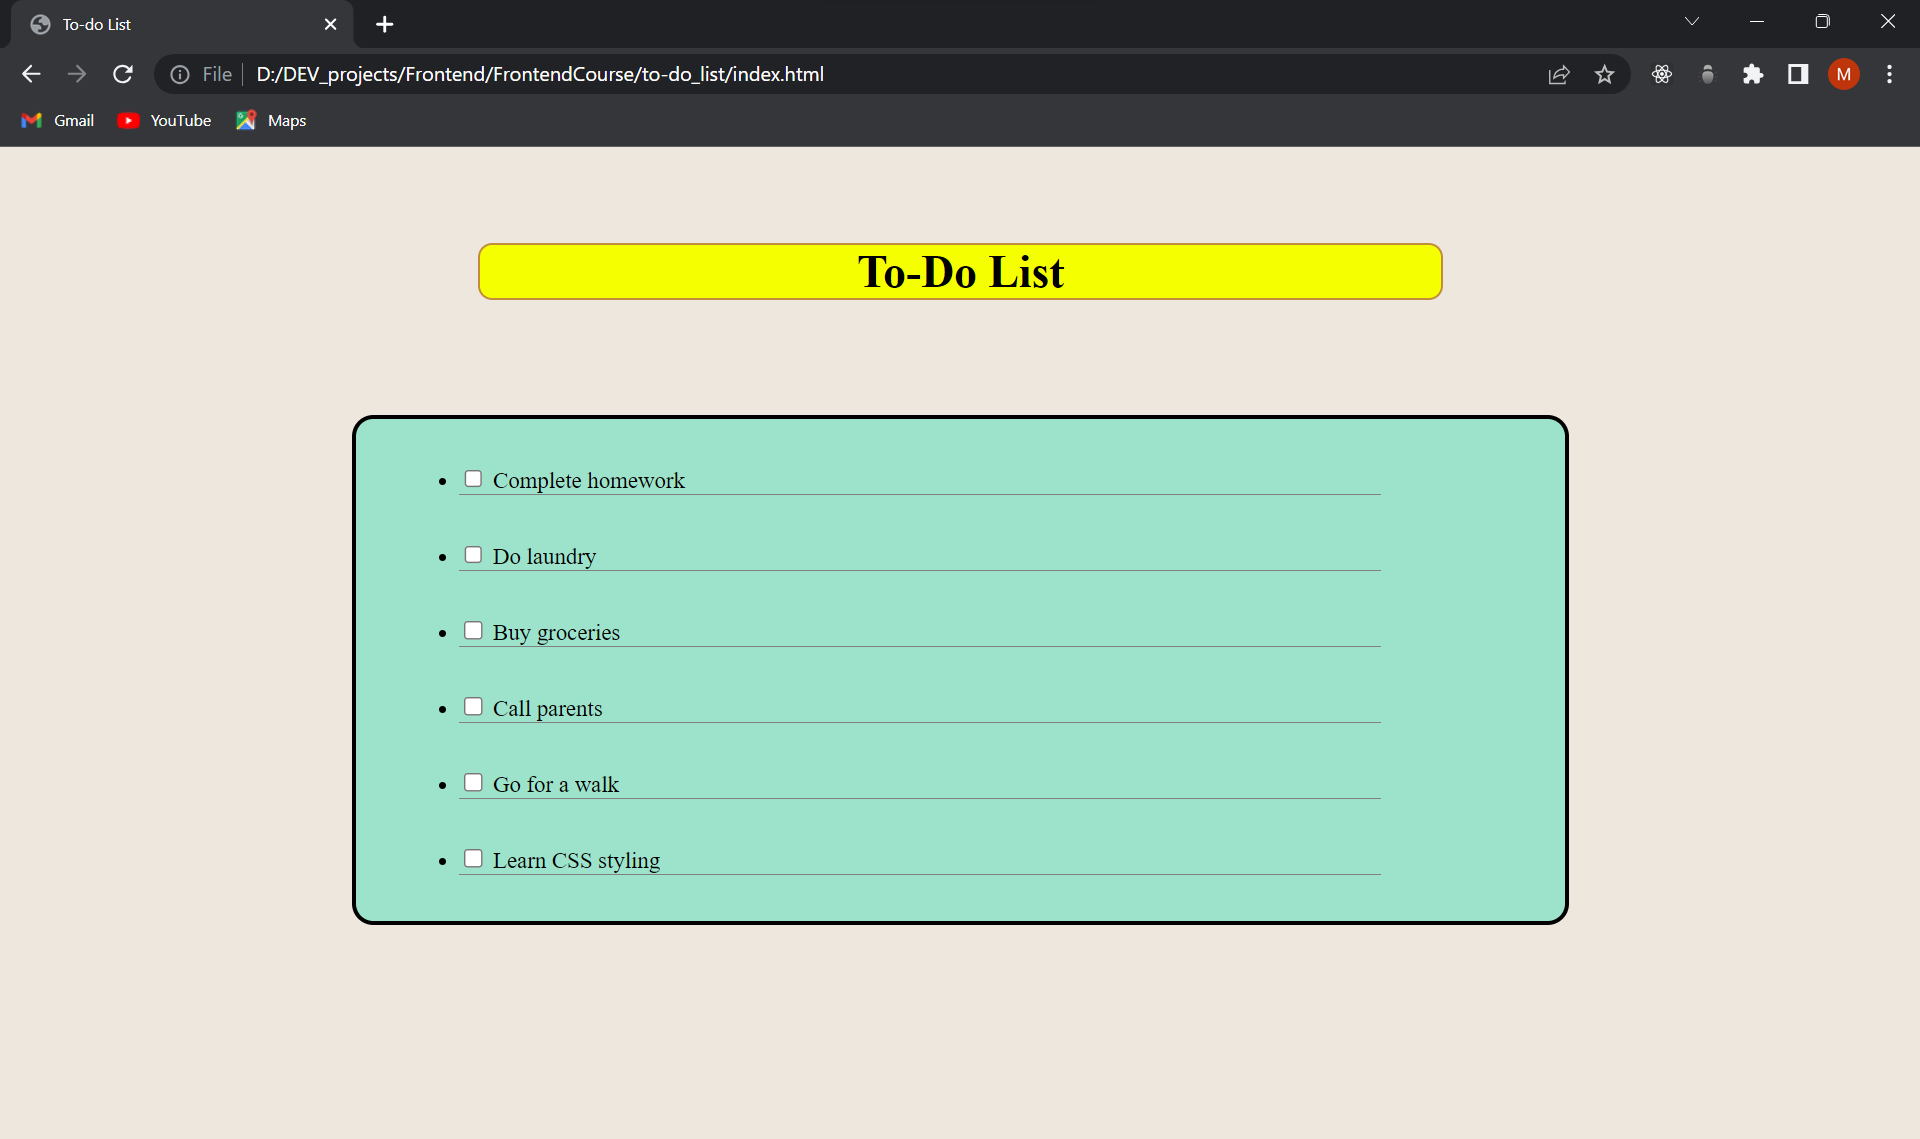 To-do List
File D:/DEV_projects/Frontend/FrontendCourse/to-do_list/index.html M
Gmail YouTube Maps
To-Do List
Complete homework
Do laundry
Buy groceries
Call parents
Go for a walk
Learn CSS styling